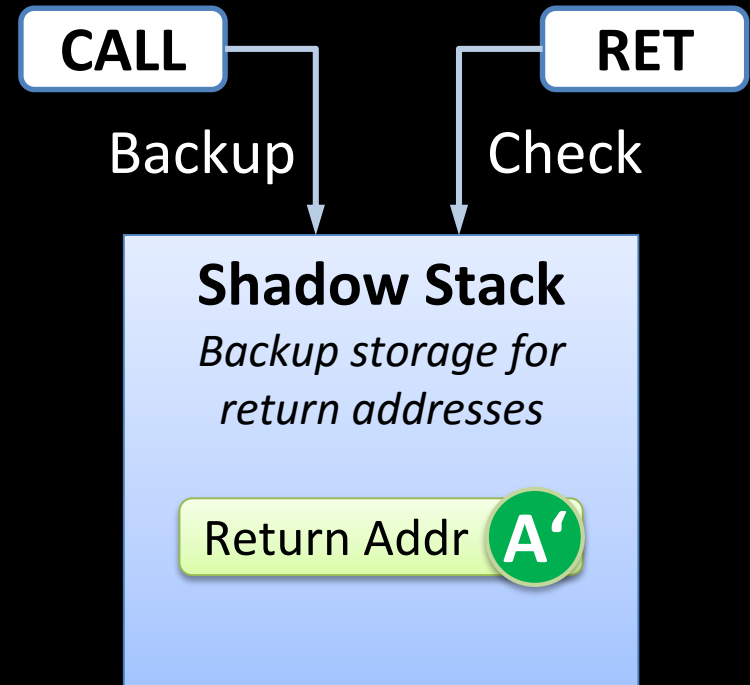 CALL
RET
Backup
Check
Shadow Stack
Backup storage for
return addresses
Return Addr
A‘